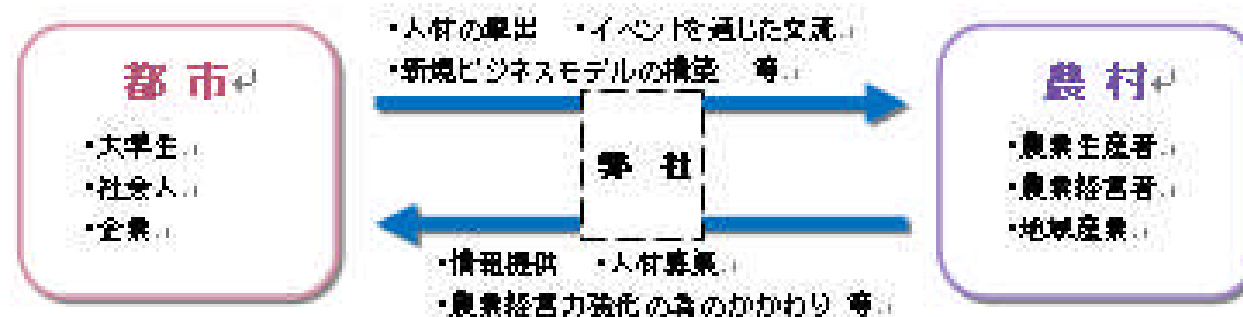 都 市
・大学生
・社会人
・企業
・人材の輩出 ・イベントを通じた交流
・新規ビジネスモデルの構築 等
弊 社
・情報提供 ・人材募集
・農業経営力強化の為のかかわり 等
農 村
・農業生産者
・農業経営者
・地域産業